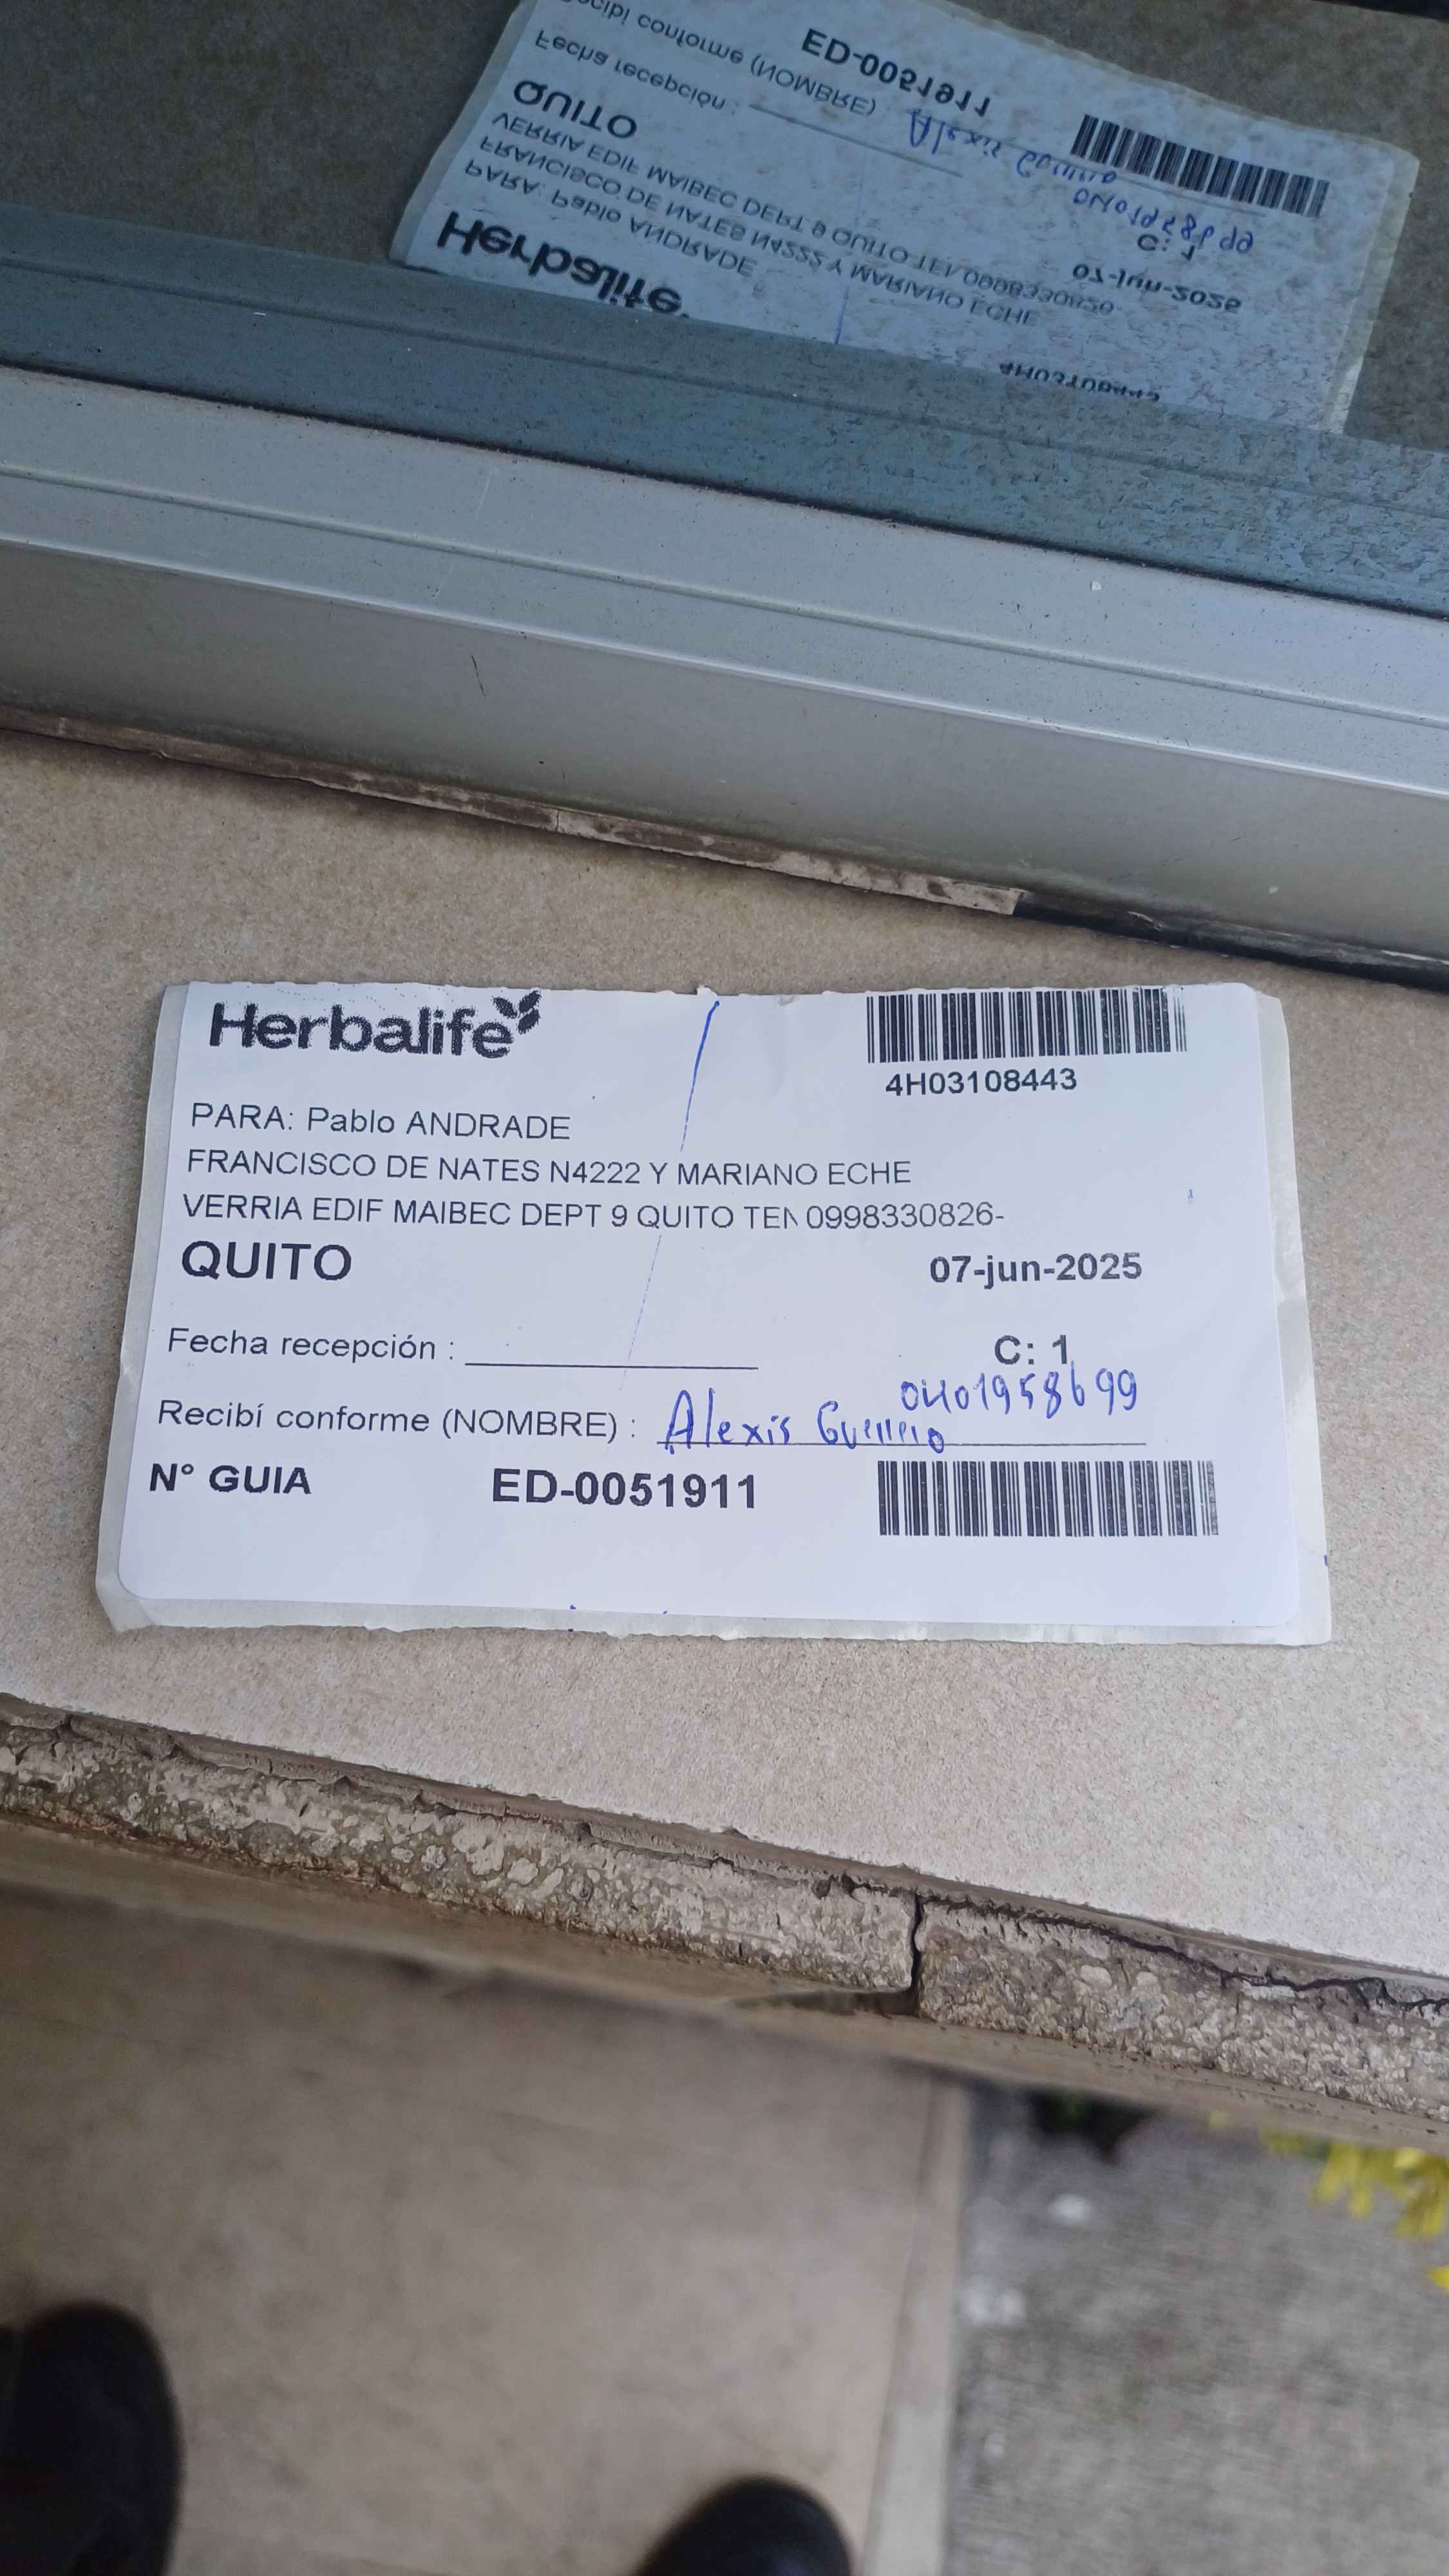 Herbalife
4H03108443
PARA: Pablo ANDRADE
FRANCISCO DE NATES N4222 Y MARIANO ECHE
VERRIA EDIF MAIBEC DEPT 9 QUITO TEN 0998330826-
QUITO 07-jun-2025
Fecha recepción :
C: 1
0401958699
Recibí conforme (NOMBRE) : Alexis Guerrero
N° GUIA ED-0051911